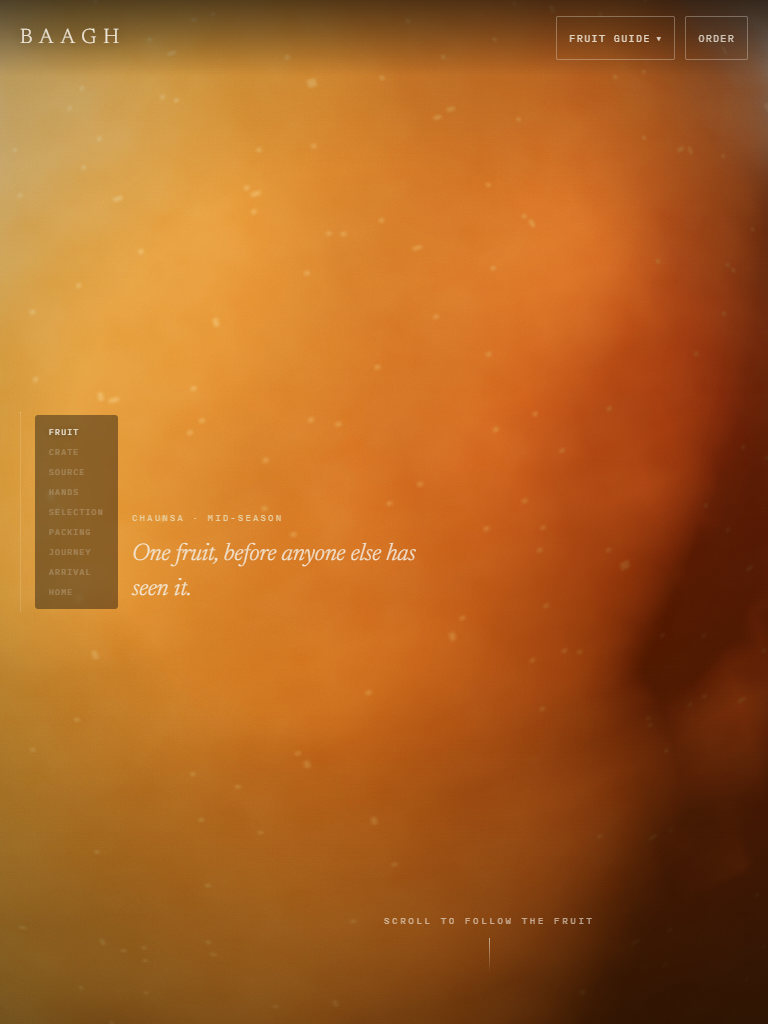 BAAGH
FRUIT GUIDE ▾
ORDER
FRUIT
CRATE
SOURCE
HANDS
SELECTION
PACKING
JOURNEY
ARRIVAL
HOME
CHAUNSA · MID-SEASON
One fruit, before anyone else has
seen it.
SCROLL TO FOLLOW THE FRUIT